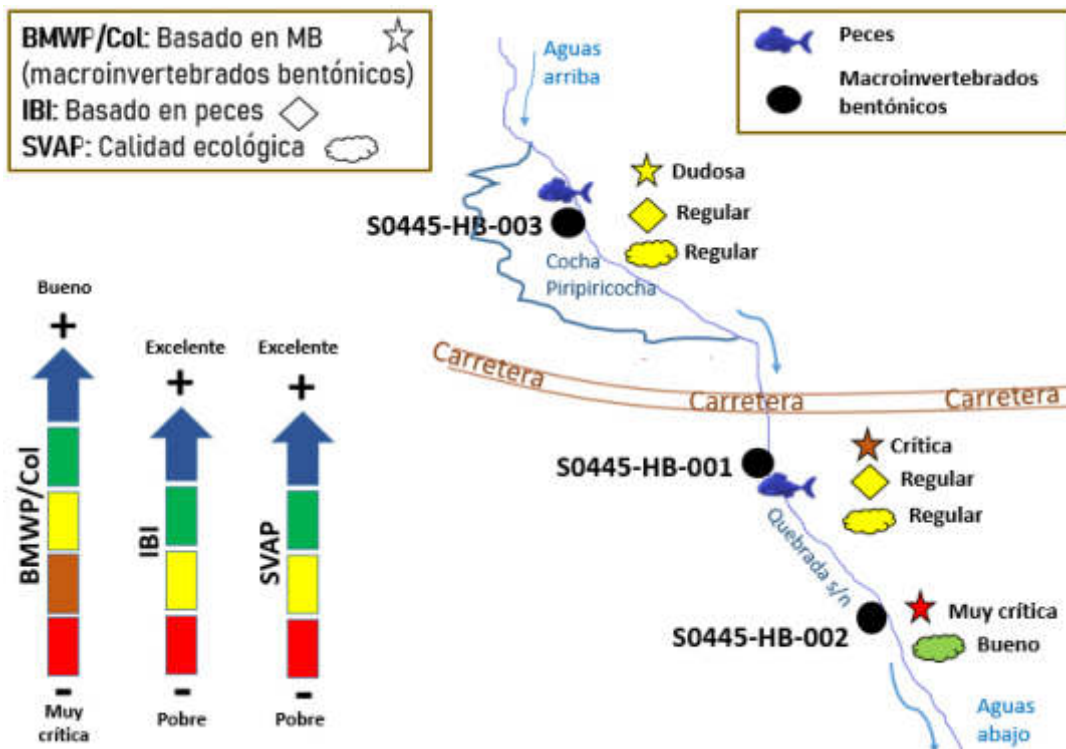 BMWP/Col: Basado en MB
(macroinvertebrados bentónicos)
IBI: Basado en peces
SVAP: Calidad ecológica
Aguas
arriba
Peces
Macroinvertebrados
bentónicos
Dudosa
S0445-HB-003
Regular
Regular
Cocha
Piripiricocha
Bueno
+
Excelente
+
Excelente
+
BMWP/Col
IBI
SVAP
-
Muy
crítica
-
Pobre
-
Pobre
Carretera
Carretera
Carretera
S0445-HB-001
Crítica
Regular
Regular
Quebrada s/n
S0445-HB-002
Muy crítica
Bueno
Aguas
abajo